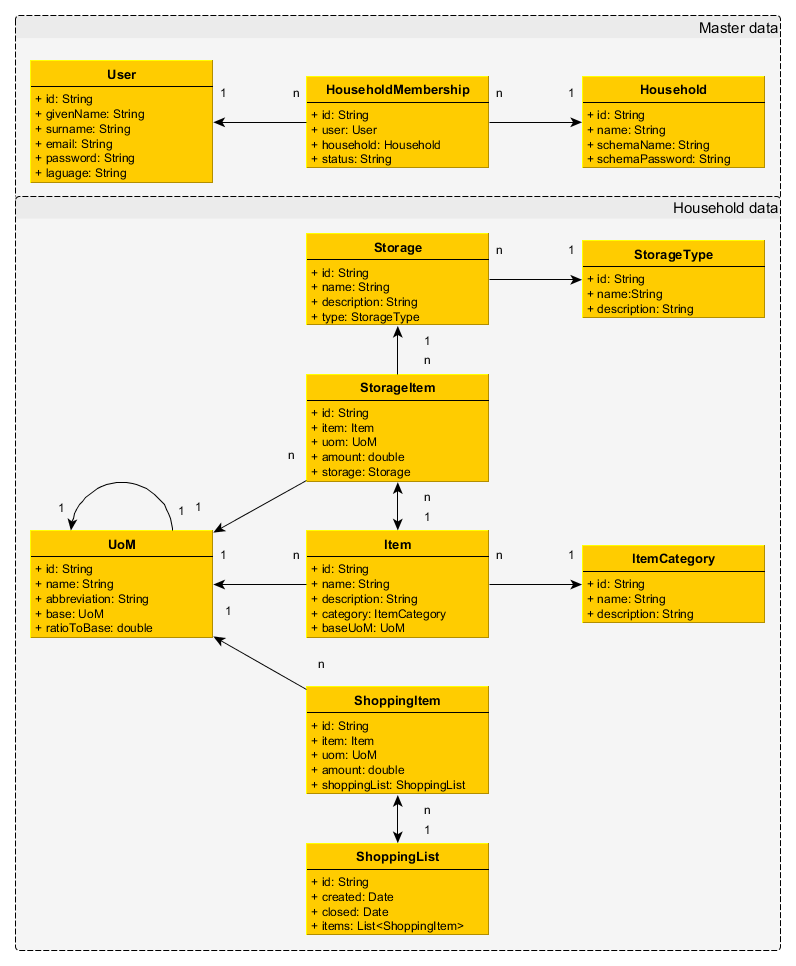 Master data
User
+ id: String
+ givenName: String
+ surname: String
+ email: String
+ password: String
+ laguage: String
1
n
HouseholdMembership
+ id: String
+ user: User
+ household: Household
+ status: String
n
1
Household
+ id: String
+ name: String
+ schemaName: String
+ schemaPassword: String
Household data
Storage
+ id: String
+ name: String
+ description: String
+ type: StorageType
n
1
StorageType
+ id: String
+ name:String
+ description: String
1
n
StorageItem
+ id: String
+ item: Item
+ uom: UoM
+ amount: double
+ storage: Storage
n
1
1
1
n
1
UoM
+ id: String
+ name: String
+ abbreviation: String
+ base: UoM
+ ratioToBase: double
1
n
Item
+ id: String
+ name: String
+ description: String
+ category: ItemCategory
+ baseUoM: UoM
n
1
ItemCategory
+ id: String
+ name: String
+ description: String
1
n
ShoppingItem
+ id: String
+ item: Item
+ uom: UoM
+ amount: double
+ shoppingList: ShoppingList
n
1
ShoppingList
+ id: String
+ created: Date
+ closed: Date
+ items: List<ShoppingItem>